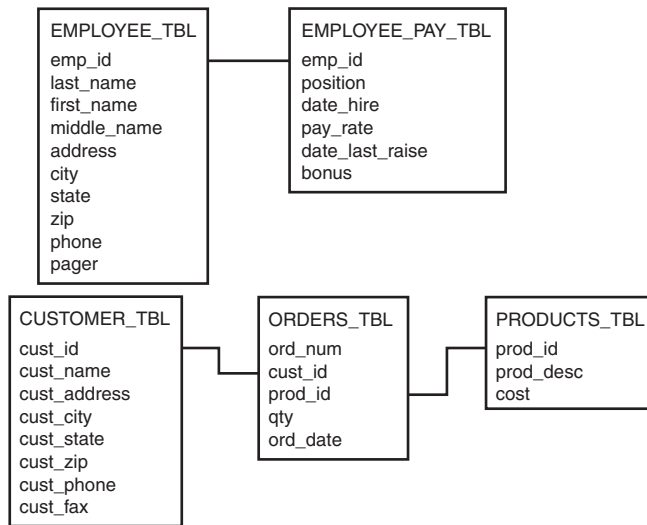 EMPLOYEE_TBL
emp_id
last_name
first_name
middle_name
address
city
state
zip
phone
pager
EMPLOYEE_PAY_TBL
emp_id
position
date_hire
pay_rate
date_last_raise
bonus
CUSTOMER_TBL
cust_id
cust_name
cust_address
cust_city
cust_state
cust_zip
cust_phone
cust_fax
ORDERS_TBL
ord_num
cust_id
prod_id
qty
ord_date
PRODUCTS_TBL
prod_id
prod_desc
cost